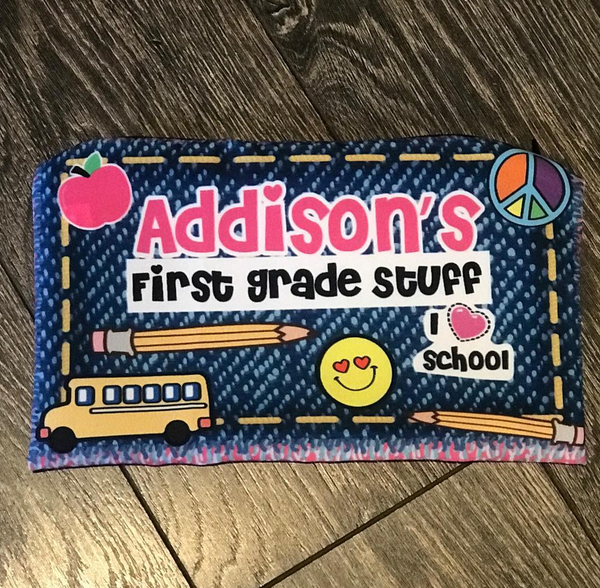 Addison's
First grade stuff
I
school